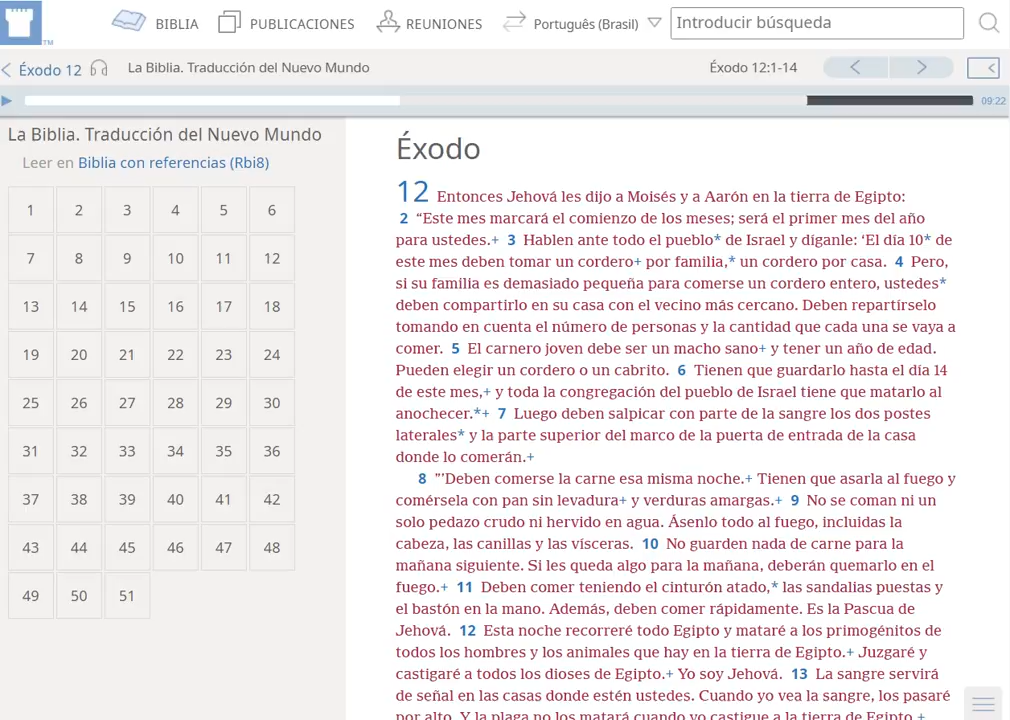 TM
BIBLIA
PUBLICACIONES
REUNIONES
Português (Brasil)
Introducir búsqueda
Éxodo 12
La Biblia. Traducción del Nuevo Mundo
Éxodo 12:1-14
09:22
La Biblia. Traducción del Nuevo Mundo
Leer en Biblia con referencias (Rbi8)
1 2 3 4 5 6
7 8 9 10 11 12
13 14 15 16 17 18
19 20 21 22 23 24
25 26 27 28 29 30
31 32 33 34 35 36
37 38 39 40 41 42
43 44 45 46 47 48
49 50 51
Éxodo
12 Entonces Jehová les dijo a Moisés y a Aarón en la tierra de Egipto:
2 “Este mes marcará el comienzo de los meses; será el primer mes del año
para ustedes.+ 3 Hablen ante todo el pueblo* de Israel y díganle: ‘El día 10* de
este mes deben tomar un cordero+ por familia,* un cordero por casa. 4 Pero,
si su familia es demasiado pequeña para comerse un cordero entero, ustedes*
deben compartirlo en su casa con el vecino más cercano. Deben repartírselo
tomando en cuenta el número de personas y la cantidad que cada una se vaya a
comer. 5 El carnero joven debe ser un macho sano+ y tener un año de edad.
Pueden elegir un cordero o un cabrito. 6 Tienen que guardarlo hasta el día 14
de este mes,+ y toda la congregación del pueblo de Israel tiene que matarlo al
anochecer.*+ 7 Luego deben salpicar con parte de la sangre los dos postes
laterales* y la parte superior del marco de la puerta de entrada de la casa
donde lo comerán.+
8 ”’Deben comerse la carne esa misma noche.+ Tienen que asarla al fuego y
comérsela con pan sin levadura+ y verduras amargas.+ 9 No se coman ni un
solo pedazo crudo ni hervido en agua. Ásenlo todo al fuego, incluidas la
cabeza, las canillas y las vísceras. 10 No guarden nada de carne para la
mañana siguiente. Si les queda algo para la mañana, deberán quemarlo en el
fuego.+ 11 Deben comer teniendo el cinturón atado,* las sandalias puestas y
el bastón en la mano. Además, deben comer rápidamente. Es la Pascua de
Jehová. 12 Esta noche recorreré todo Egipto y mataré a los primogénitos de
todos los hombres y los animales que hay en la tierra de Egipto.+ Juzgaré y
castigaré a todos los dioses de Egipto.+ Yo soy Jehová. 13 La sangre servirá
de señal en las casas donde estén ustedes. Cuando yo vea la sangre, los pasaré
por alto. Y la plaga no los matará cuando yo castigue a la tierra de Egipto.+